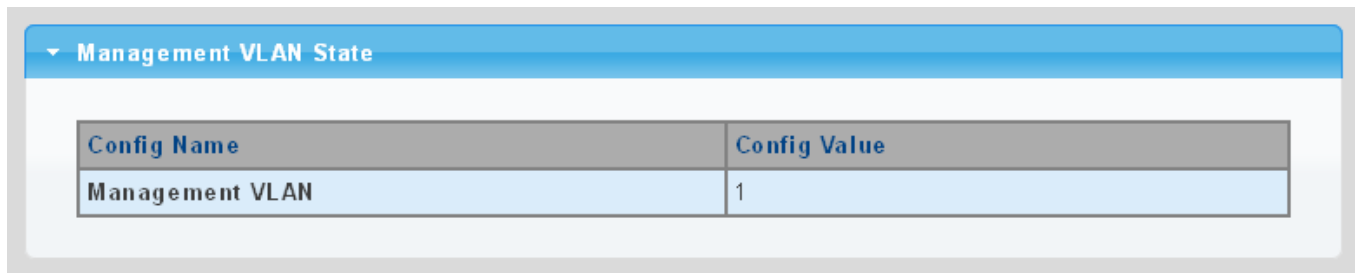 Management VLAN State
Config Name Config Value
Management VLAN 1